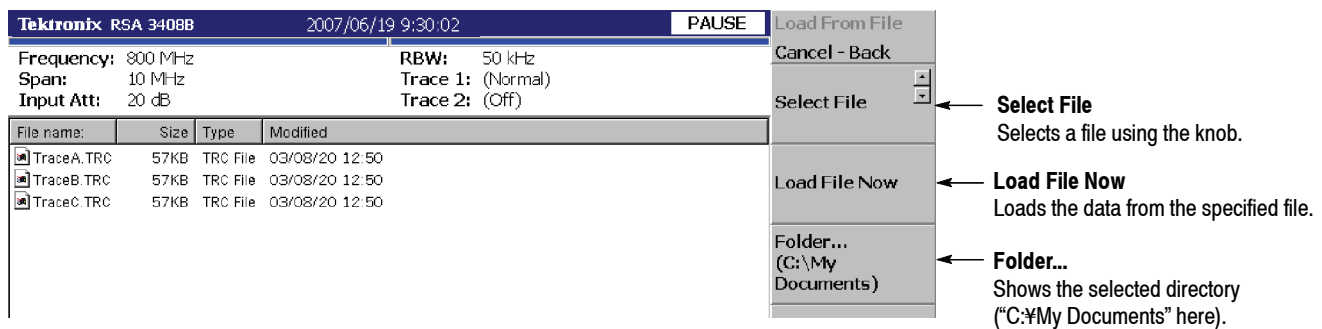 Tektronix RSA 3408B 2007/06/19 9:30:02 PAUSE
Frequency: 800 MHz RBW: 50 kHz
Span: 10 MHz Trace 1: (Normal)
Input Att: 20 dB Trace 2: (Off)
File name: Size Type Modified
TraceA.TRC 57KB TRC File 03/08/20 12:50
TraceB.TRC 57KB TRC File 03/08/20 12:50
TraceC.TRC 57KB TRC File 03/08/20 12:50
Load From File
Cancel - Back
Select File
Load File Now
Folder...
(C:\My
Documents)
Select File
Selects a file using the knob.
Load File Now
Loads the data from the specified file.
Folder...
Shows the selected directory
(“C:¥My Documents” here).